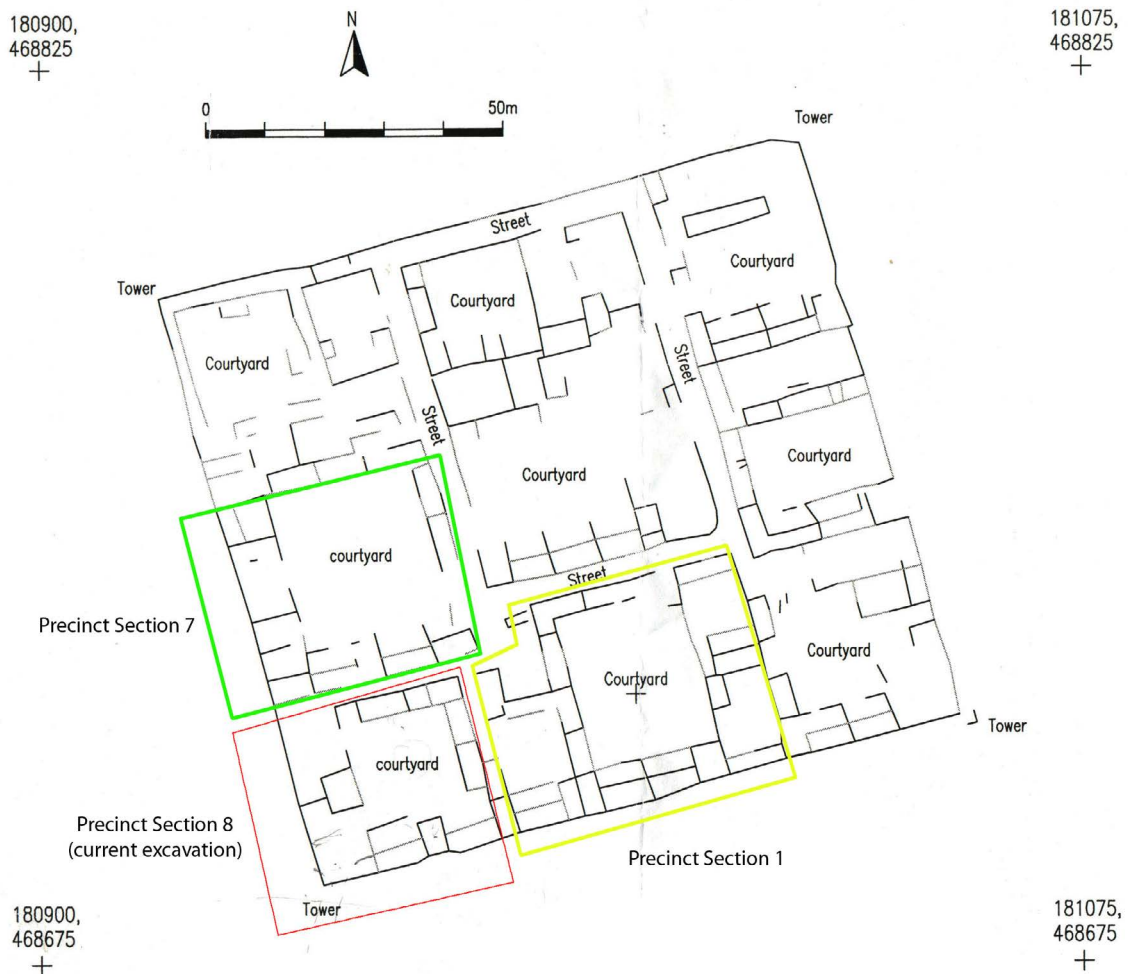 180900,
468825
N
181075,
468825
0
50m
Tower
Street
Courtyard
Tower
Courtyard
Courtyard
Street
Street
Courtyard
Courtyard
courtyard
Street
Precinct Section 7
Courtyard
Courtyard
Tower
courtyard
Precinct Section 8
(current excavation)
Precinct Section 1
Tower
180900,
468675
181075,
468675